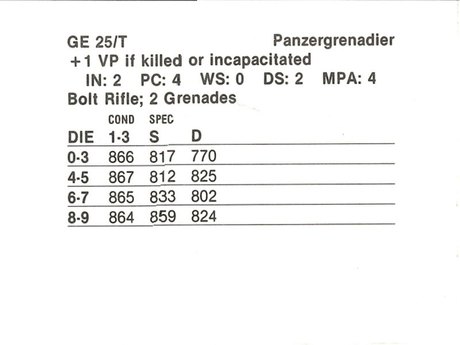 GE 25/T Panzergrenadier
+1 VP if killed or incapacitated
IN: 2 PC: 4 WS: 0 DS: 2 MPA: 4
Bolt Rifle; 2 Grenades
COND SPEC
DIE 1-3 S D
0-3 866 817 770
4-5 867 812 825
6-7 865 833 802
8-9 864 859 824